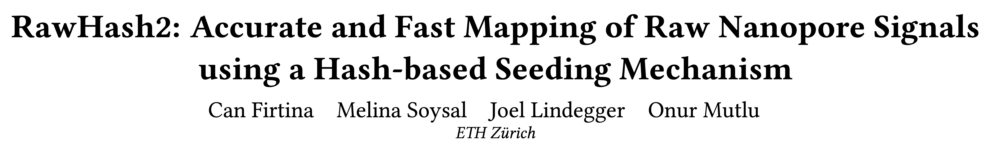 RawHash2: Accurate and Fast Mapping of Raw Nanopore Signals
using a Hash-based Seeding Mechanism
Can Firtina Melina Soysal Joel Lindegger Onur Mutlu
ETH Zürich